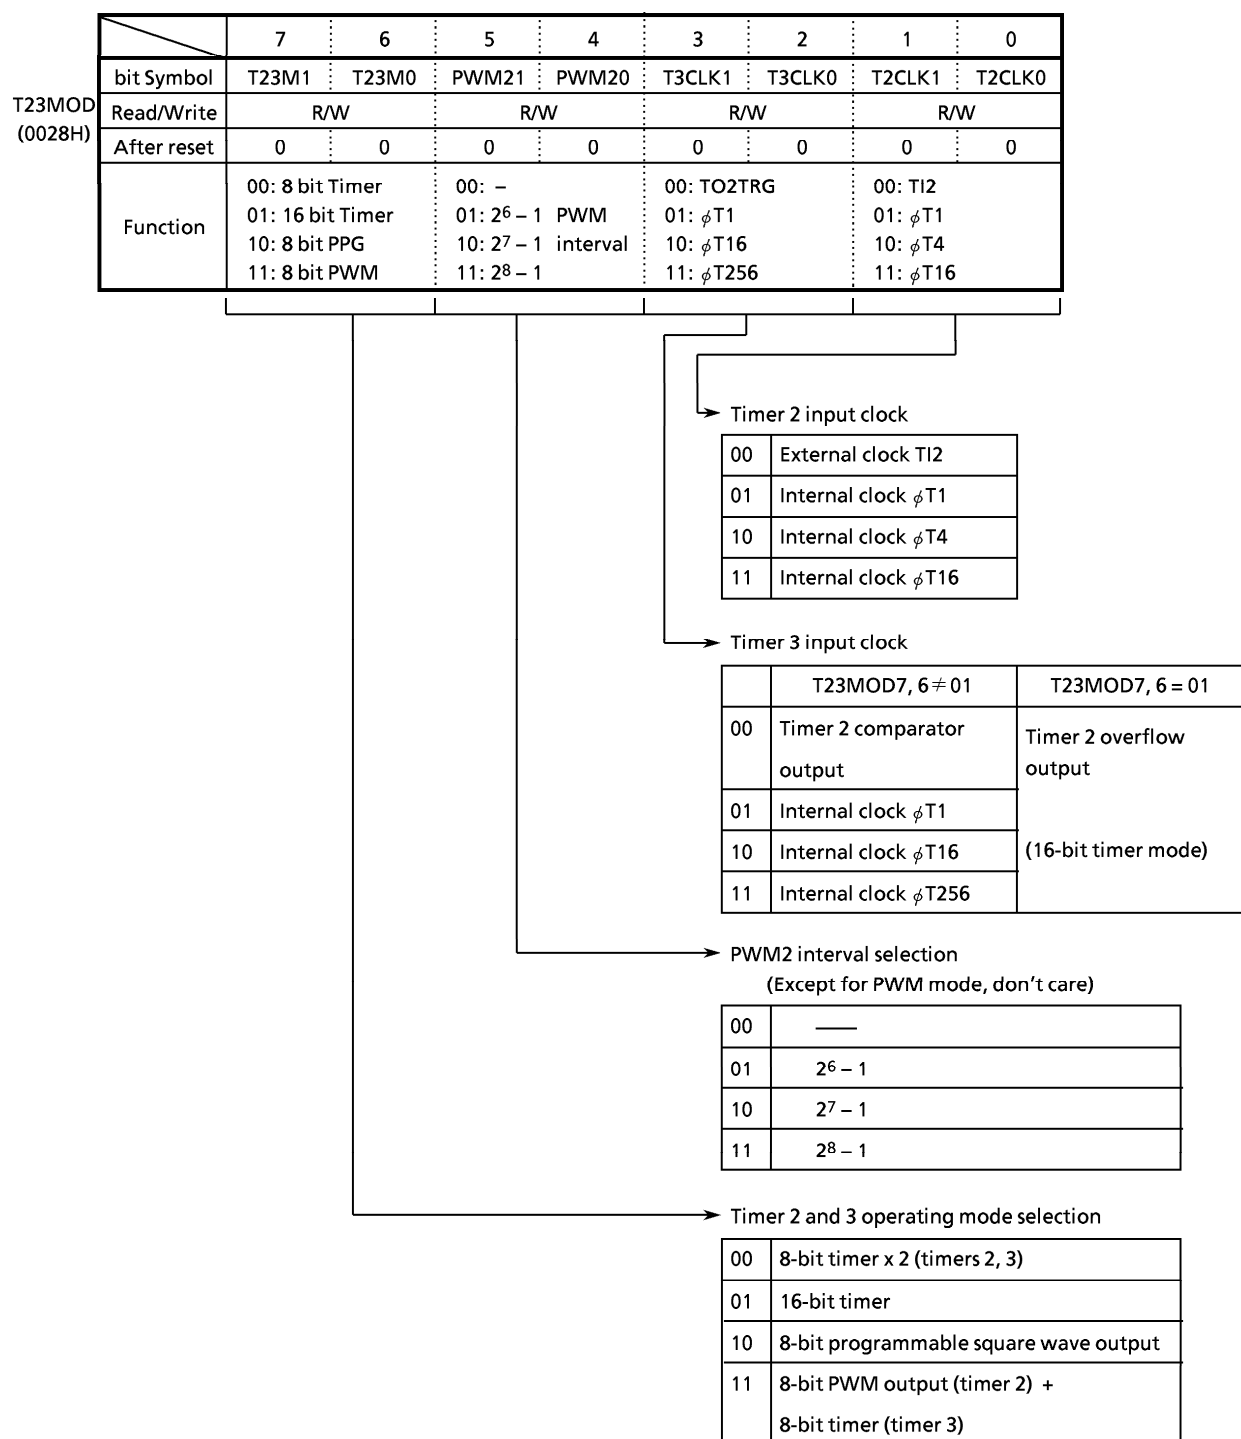 7 6 5 4 3 2 1 0
bit Symbol T23M1 T23M0 PWM21 PWM20 T3CLK1 T3CLK0 T2CLK1 T2CLK0
T23MOD
(0028H)
Read/Write R/W R/W R/W R/W
After reset 0 0 0 0 0 0 0 0
Function
00: 8 bit Timer 00: – 00: TO2TRG 00: TI2
01: 16 bit Timer 01: 2⁶ – 1 PWM 01: ϕT1 01: ϕT1
10: 8 bit PPG 10: 2⁷ – 1 interval 10: ϕT16 10: ϕT4
11: 8 bit PWM 11: 2⁸ – 1 11: ϕT256 11: ϕT16
Timer 2 input clock
00 External clock TI2
01 Internal clock ϕT1
10 Internal clock ϕT4
11 Internal clock ϕT16
Timer 3 input clock
T23MOD7, 6 ≠ 01 T23MOD7, 6 = 01
00 Timer 2 comparator
output
Timer 2 overflow
output
01 Internal clock ϕT1
10 Internal clock ϕT16 (16-bit timer mode)
11 Internal clock ϕT256
PWM2 interval selection
(Except for PWM mode, don't care)
00 ——
01 2⁶ – 1
10 2⁷ – 1
11 2⁸ – 1
Timer 2 and 3 operating mode selection
00 8-bit timer x 2 (timers 2, 3)
01 16-bit timer
10 8-bit programmable square wave output
11 8-bit PWM output (timer 2) +
8-bit timer (timer 3)